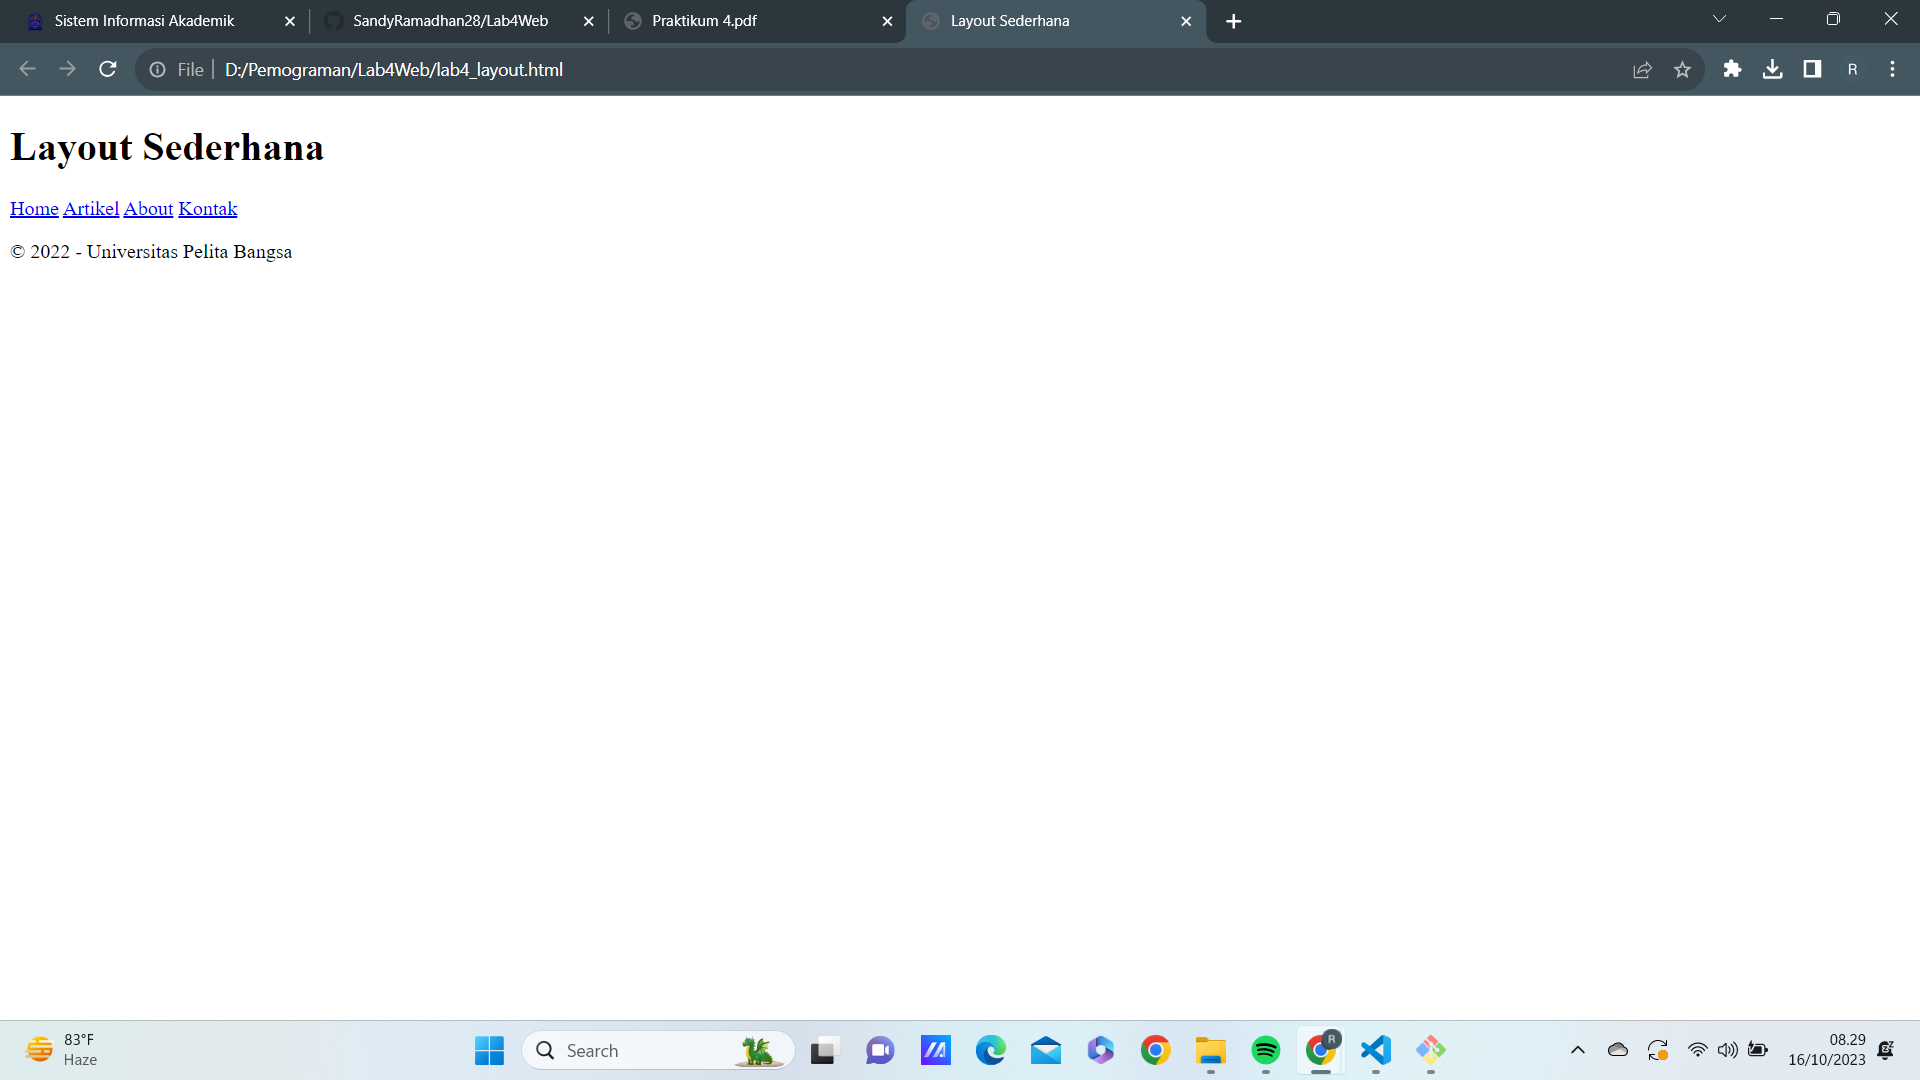 Sistem Informasi Akademik
SandyRamadhan28/Lab4Web
Praktikum 4.pdf
Layout Sederhana
File
D:/Pemograman/Lab4Web/lab4_layout.html
R
Layout Sederhana
Home Artikel About Kontak
© 2022 - Universitas Pelita Bangsa
83°F
Haze
Search
R
08.29
16/10/2023